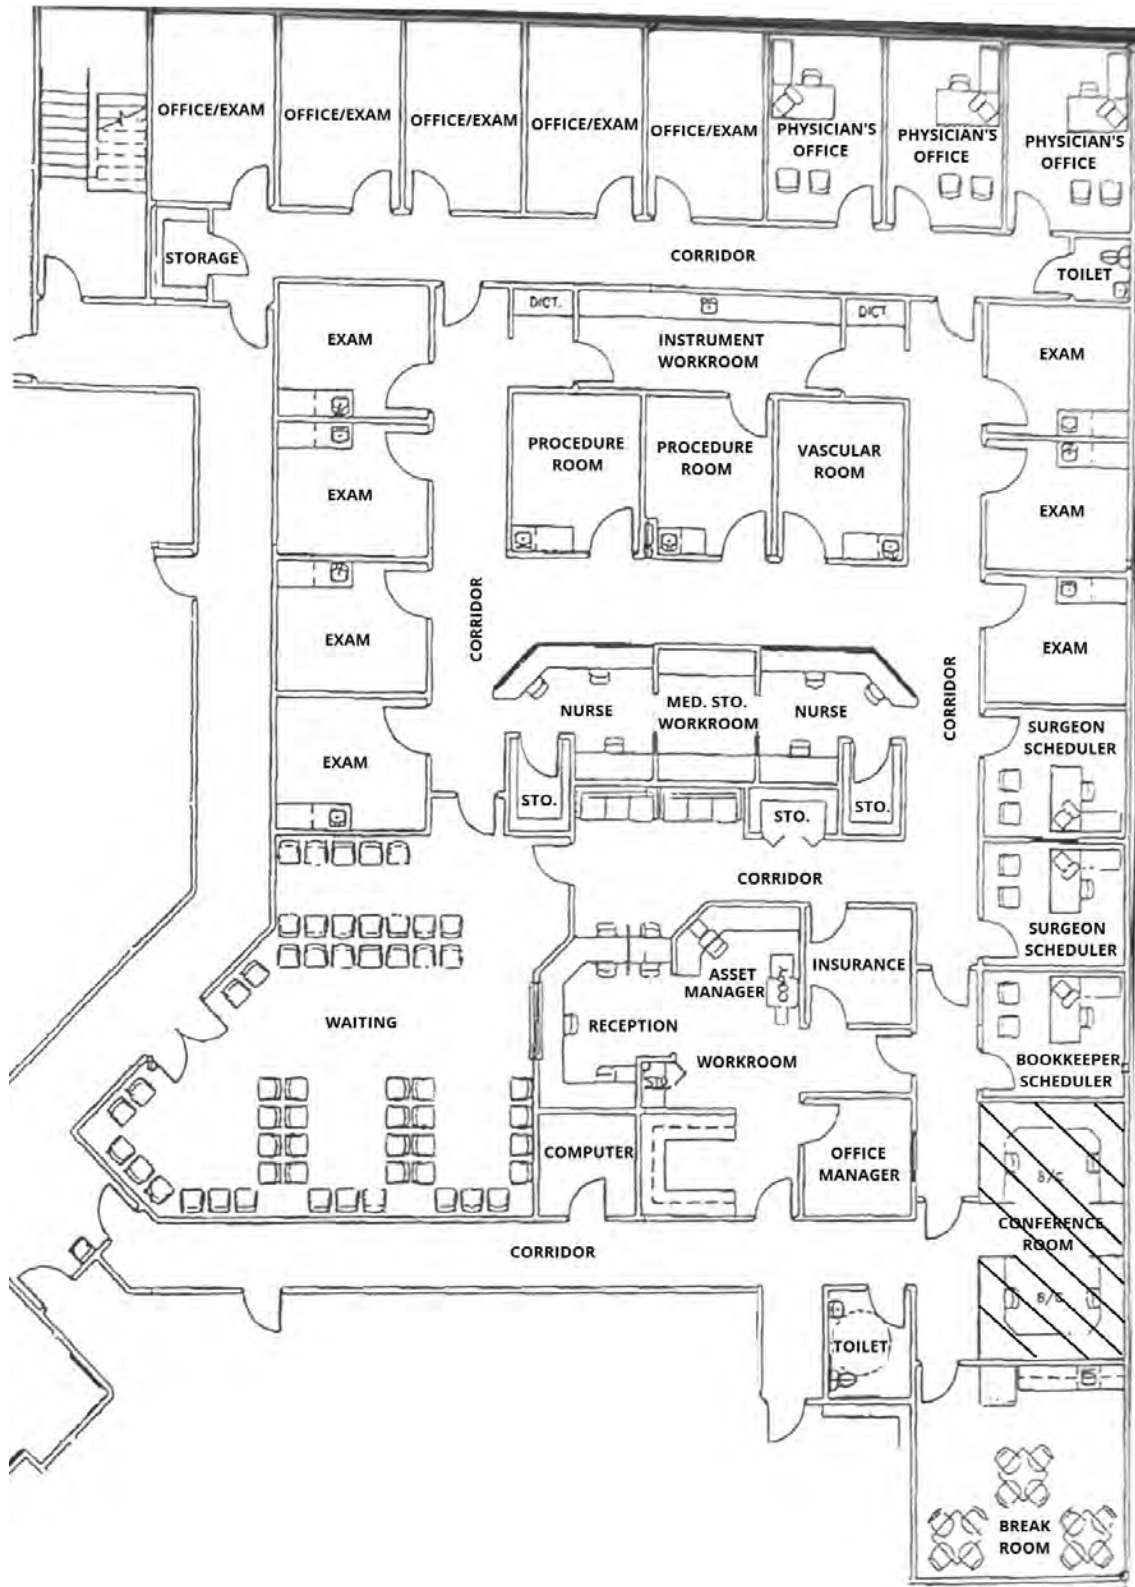 OFFICE/EXAM
OFFICE/EXAM
OFFICE/EXAM
OFFICE/EXAM
OFFICE/EXAM
PHYSICIAN'S
OFFICE
PHYSICIAN'S
OFFICE
PHYSICIAN'S
OFFICE
STORAGE
CORRIDOR
TOILET
DICT.
DICT.
EXAM
INSTRUMENT
WORKROOM
EXAM
EXAM
PROCEDURE
ROOM
PROCEDURE
ROOM
VASCULAR
ROOM
EXAM
CORRIDOR
EXAM
EXAM
CORRIDOR
NURSE
MED. STO.
WORKROOM
NURSE
SURGEON
SCHEDULER
EXAM
STO.
STO.
STO.
CORRIDOR
SURGEON
SCHEDULER
ASSET
MANAGER
COPY
INSURANCE
WAITING
RECEPTION
WORKROOM
STO
BOOKKEEPER
SCHEDULER
COMPUTER
OFFICE
MANAGER
B/C
CONFERENCE
ROOM
B/C
CORRIDOR
TOILET
BREAK
ROOM